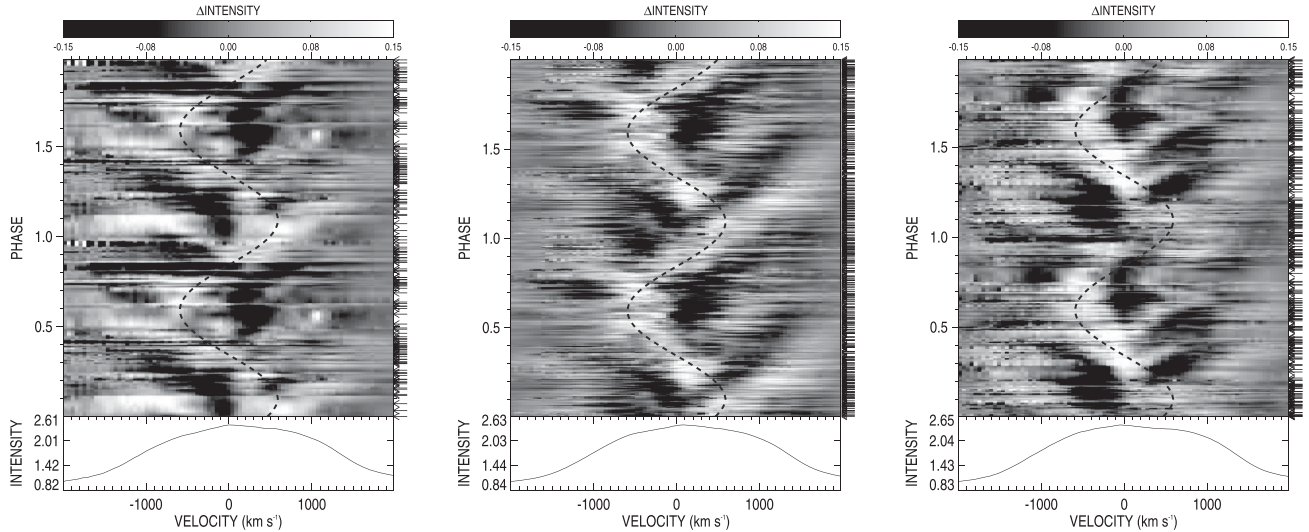 ΔINTENSITY
-0.15 -0.08 0.00 0.08 0.15
PHASE
1.5
1.0
0.5
INTENSITY
2.61
2.01
1.42
0.82
-1000 0 1000
VELOCITY (km s⁻¹)
ΔINTENSITY
-0.15 -0.08 0.00 0.08 0.15
PHASE
1.5
1.0
0.5
INTENSITY
2.63
2.03
1.44
0.84
-1000 0 1000
VELOCITY (km s⁻¹)
ΔINTENSITY
-0.15 -0.08 0.00 0.08 0.15
PHASE
1.5
1.0
0.5
INTENSITY
2.65
2.04
1.43
0.83
-1000 0 1000
VELOCITY (km s⁻¹)